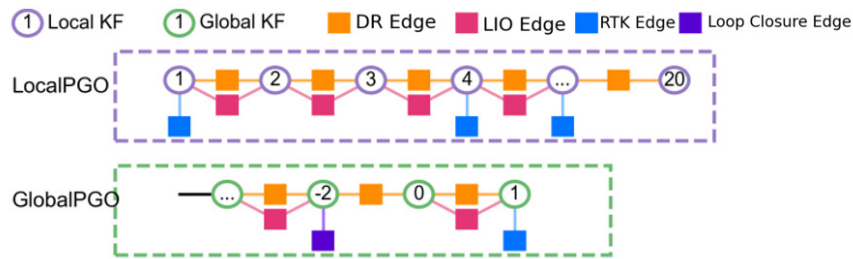 1 Local KF 1 Global KF DR Edge LIO Edge RTK Edge Loop Closure Edge
LocalPGO 1 2 3 4 ... 20
GlobalPGO ... -2 0 1